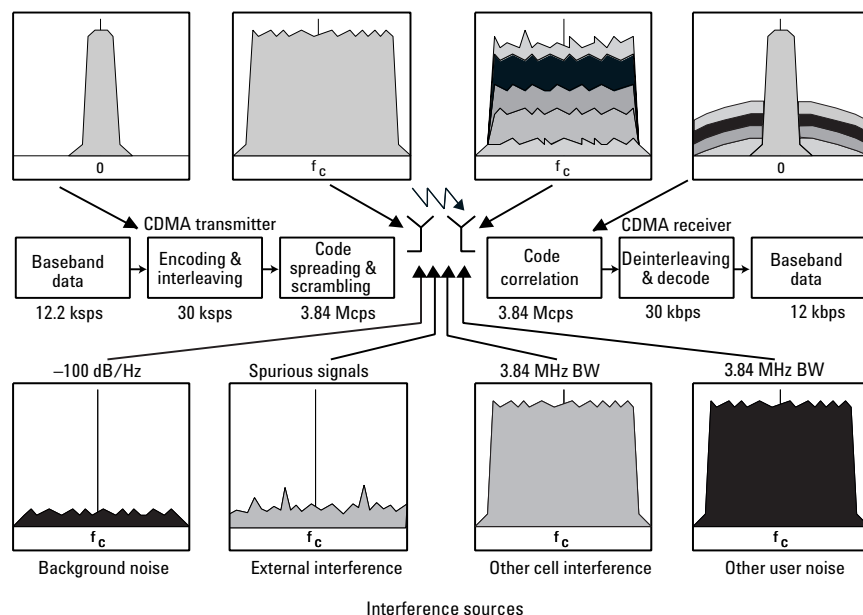 0
f c
f c
0
CDMA transmitter
CDMA receiver
Baseband
data
Encoding &
interleaving
Code
spreading &
scrambling
Code
correlation
Deinterleaving
& decode
Baseband
data
12.2 ksps
30 ksps
3.84 Mcps
3.84 Mcps
30 kbps
12 kbps
–100 dB/Hz
Spurious signals
3.84 MHz BW
3.84 MHz BW
f c
f c
f c
f c
Background noise
External interference
Other cell interference
Other user noise
Interference sources